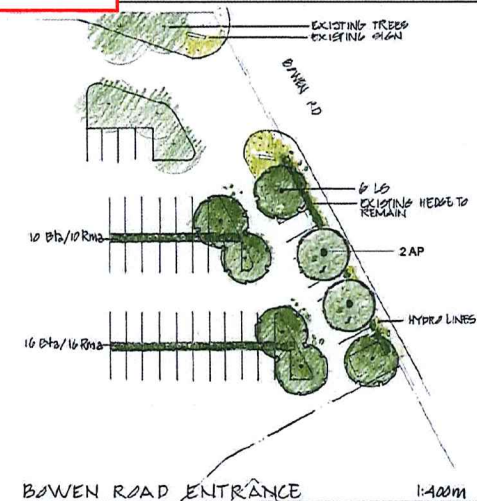 EXISTING TREES
EXISTING SIGN
BOWEN RD
6 LS
EXISTING HEDGE TO
REMAIN
10 Bta/10 Rma
2 AP
HYDRO LINES
16 Bta/16 Rma
BOWEN ROAD ENTRANCE
1:400m